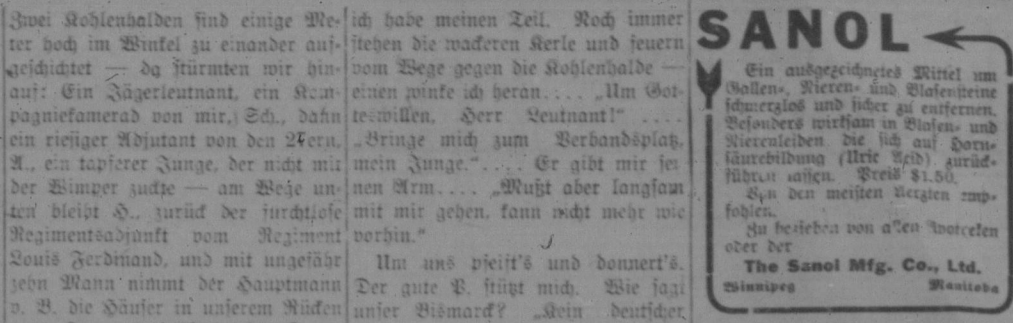 Zwei Kohlenhalden sind einige Me-
ter hoch im Winkel zu einander auf-
geschichtet — da stürmten wir hin-
auf: Ein Jägerleutnant, ein Kom-
pagniekamerad von mir, Sch., dann
ein riesiger Adjutant von den 27ern,
A., ein tapferer Junge, der nicht mit
der Wimper zuckte — am Wege un-
ten bleibt H., zurück der furchtlose
Regimentsadjunkt vom Regiment
Louis Ferdinand, und mit ungefähr
zehn Mann nimmt der Hauptmann
v. B. die Häuser in unserem Rücken
ich habe meinen Teil. Noch immer
stehen die wackeren Kerle und feuern
vom Wege gegen die Kohlenhalde —
einen winke ich heran.... „Um Got-
teswillen, Herr Leutnant!" ....
„Bringe mich zum Verbandsplatz,
mein Junge.".... Er gibt mir sei-
nen Arm.... „Mußt aber langsam
mit mir gehen, kann nicht mehr wie
vorhin."
Um uns pfeift's und donnert's.
Der gute P. stützt mich. Wie sagt
unser Bismarck? „Kein deutscher
SANOL
Ein ausgezeichnetes Mittel um
Gallen-, Nieren- und Blasensteine
schmerzlos und sicher zu entfernen.
Besonders wirksam in Blasen- und
Nierenleiden die sich auf Horn-
säurebildung (Uric Acid) zurück-
führen lassen. Preis $1.50.
Von den meisten Aerzten emp-
fohlen.
Zu beziehen von allen Apoteken
oder der
The Sanol Mfg. Co., Ltd.
Winnipeg Manitoba